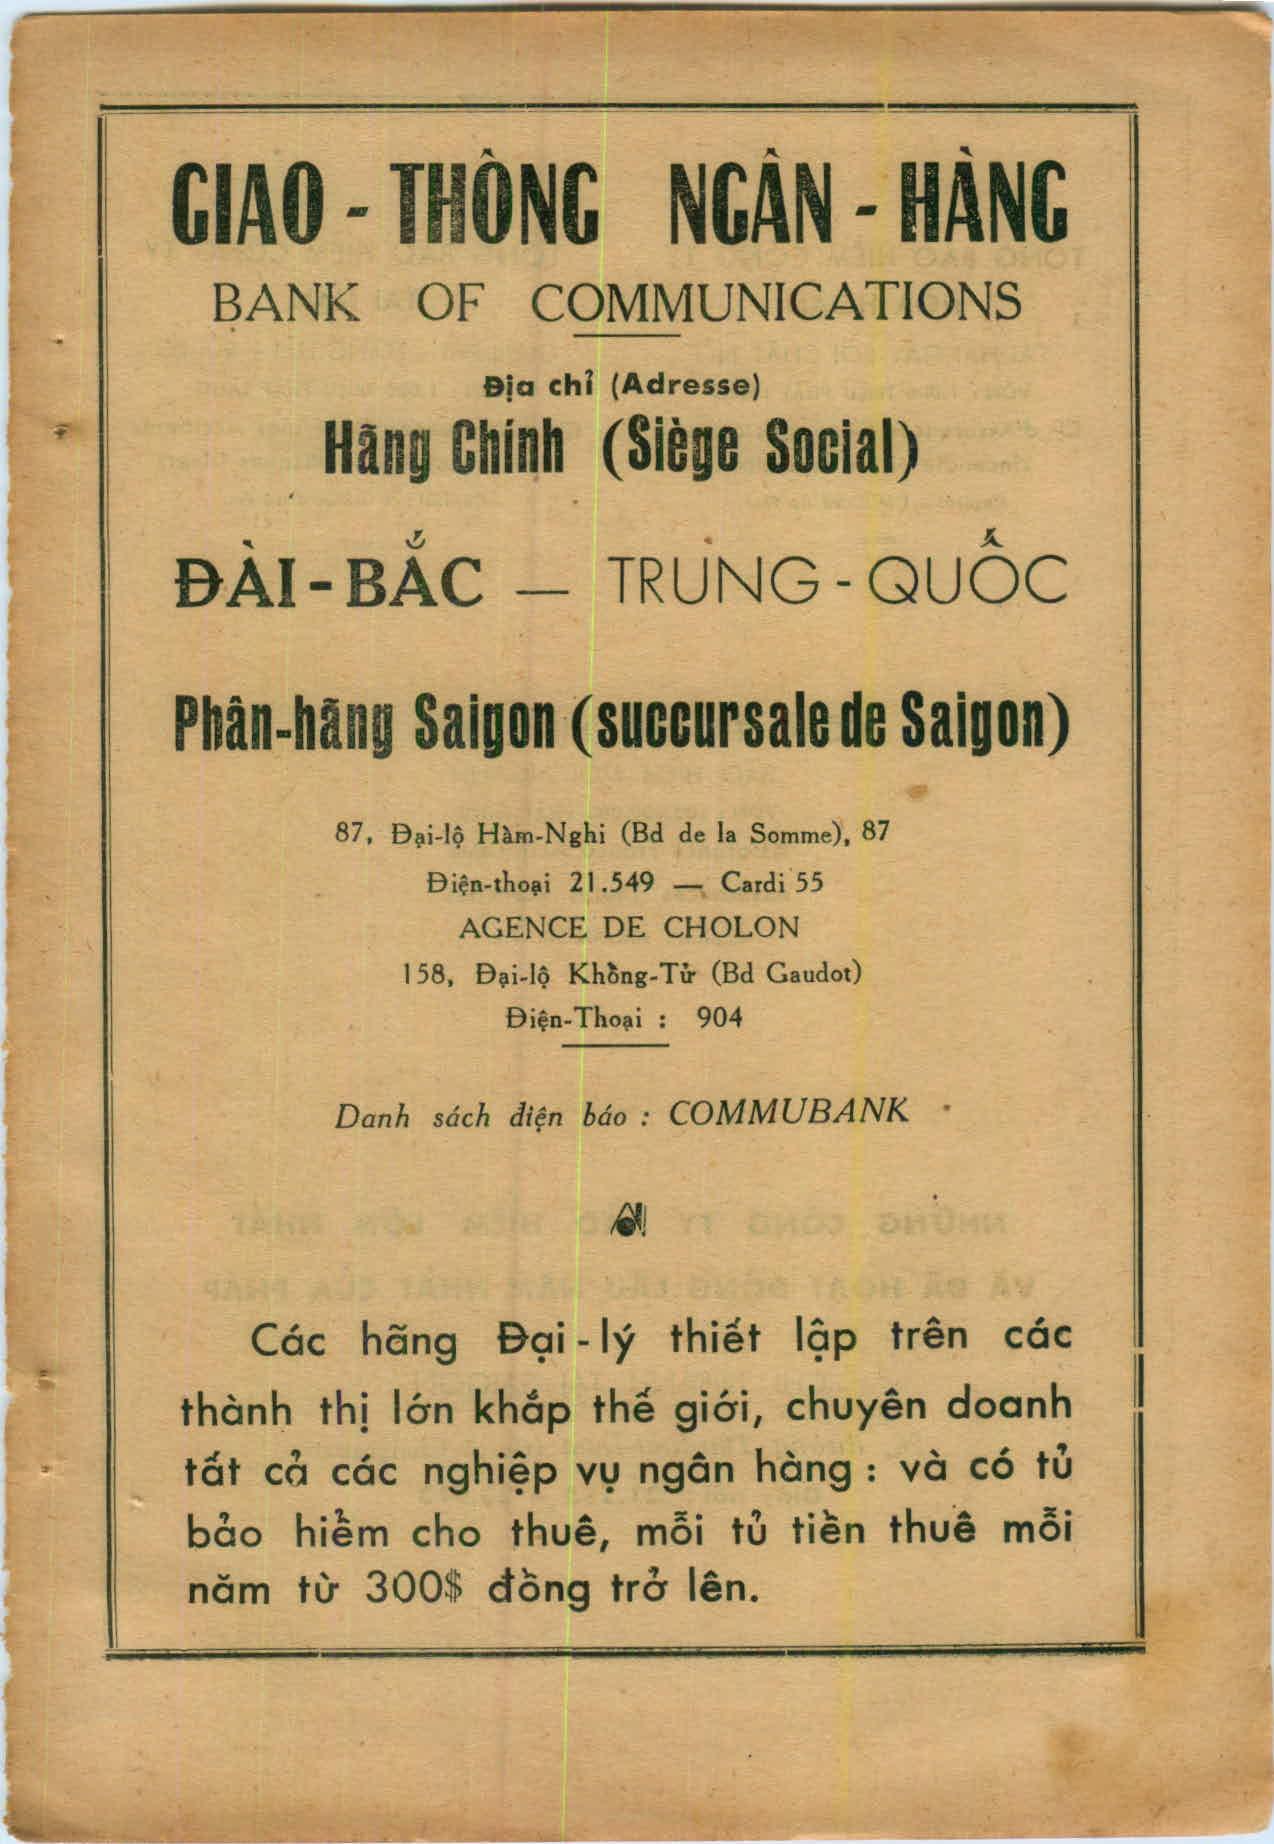 GIAO - THÔNG NGÂN - HÀNG
BANK OF COMMUNICATIONS
Địa chỉ (Adresse)
Hãng Chính (Siège Social)
ĐÀI - BẮC — TRUNG - QUỐC
Phân-hãng Saigon (succursale de Saigon)
87, Đại-lộ Hàm-Nghi (Bd de la Somme), 87
Điện-thoại 21.549 — Cardi 55
AGENCE DE CHOLON
158, Đại-lộ Khồng-Tử (Bd Gaudot)
Điện-Thoại : 904
Danh sách điện báo : COMMUBANK
Các hãng Đại - lý thiết lập trên các
thành thị lớn khắp thế giới, chuyên doanh
tất cả các nghiệp vụ ngân hàng : và có tủ
bảo hiểm cho thuê, mỗi tủ tiền thuê mỗi
năm từ 300$ đồng trở lên.